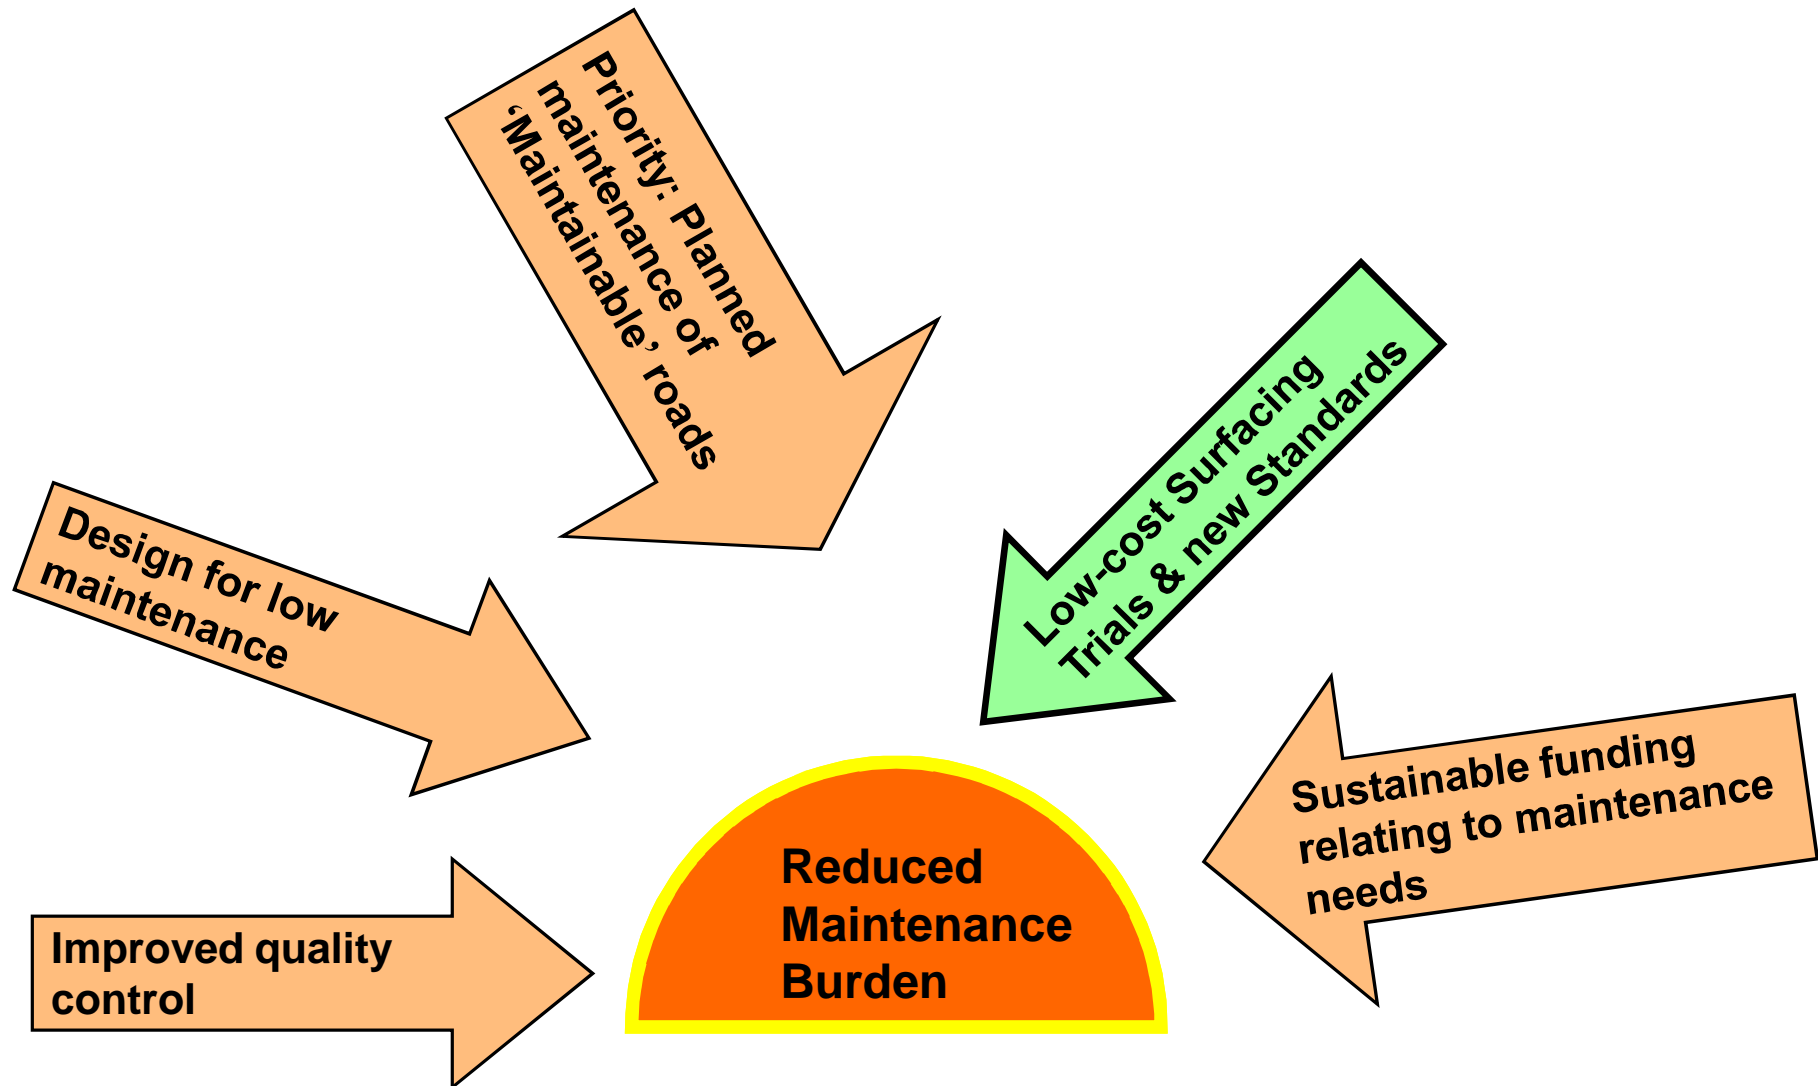 Priority: Planned
maintenance of
‘Maintainable’ roads
Low-cost Surfacing
Trials & new Standards
Design for low
maintenance
Sustainable funding
relating to maintenance
needs
Improved quality
control
Reduced
Maintenance
Burden